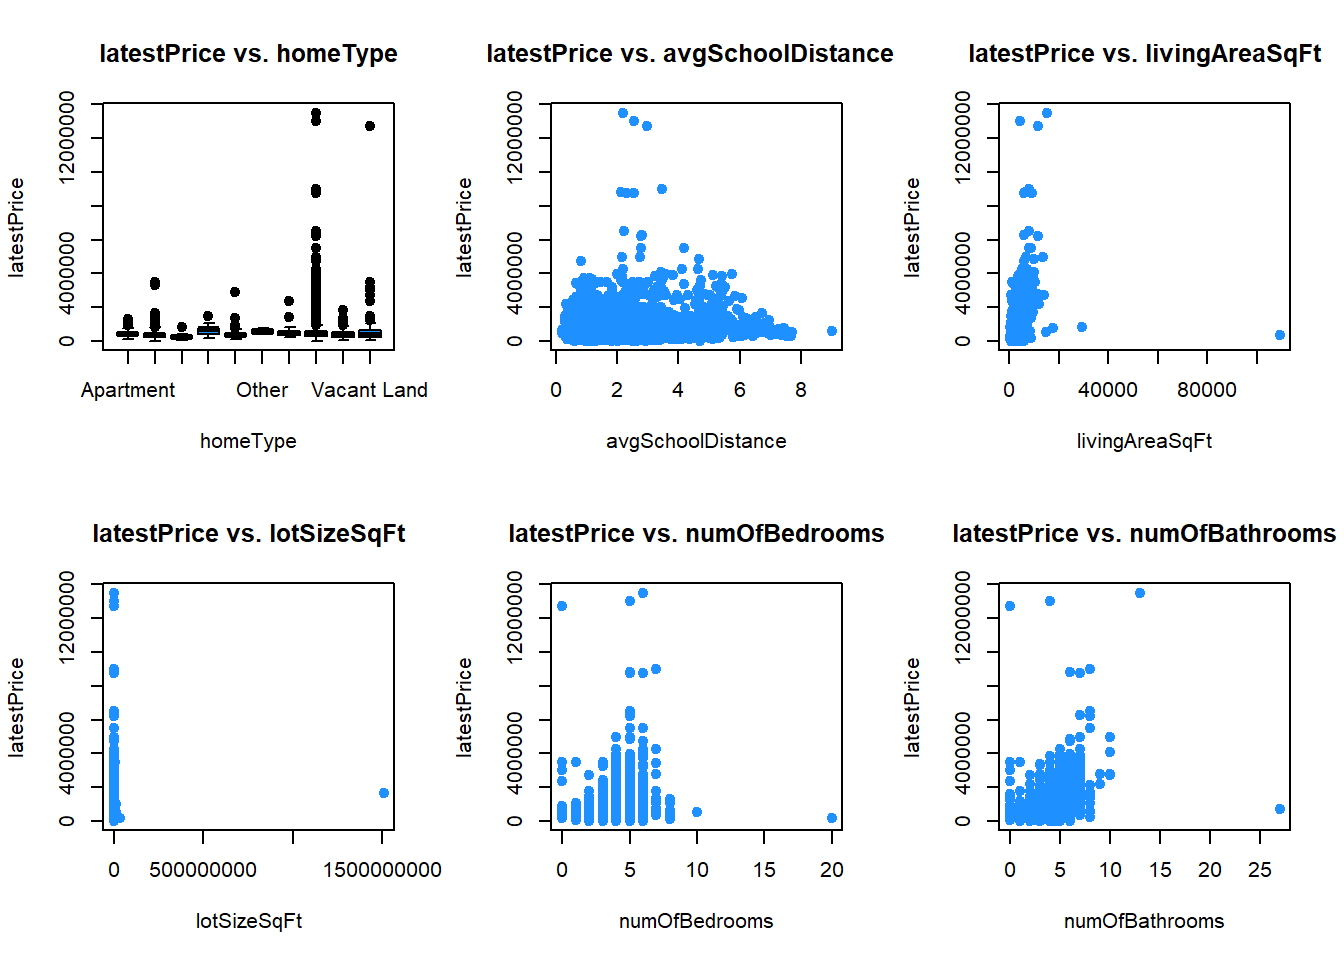 latestPrice vs. homeType
latestPrice
0 4000000 12000000
Apartment Other Vacant Land
homeType
latestPrice vs. avgSchoolDistance
latestPrice
0 4000000 12000000
0 2 4 6 8
avgSchoolDistance
latestPrice vs. livingAreaSqFt
latestPrice
0 4000000 12000000
0 40000 80000
livingAreaSqFt
latestPrice vs. lotSizeSqFt
latestPrice
0 4000000 12000000
0 500000000 1500000000
lotSizeSqFt
latestPrice vs. numOfBedrooms
latestPrice
0 4000000 12000000
0 5 10 15 20
numOfBedrooms
latestPrice vs. numOfBathrooms
latestPrice
0 4000000 12000000
0 5 10 15 20 25
numOfBathrooms